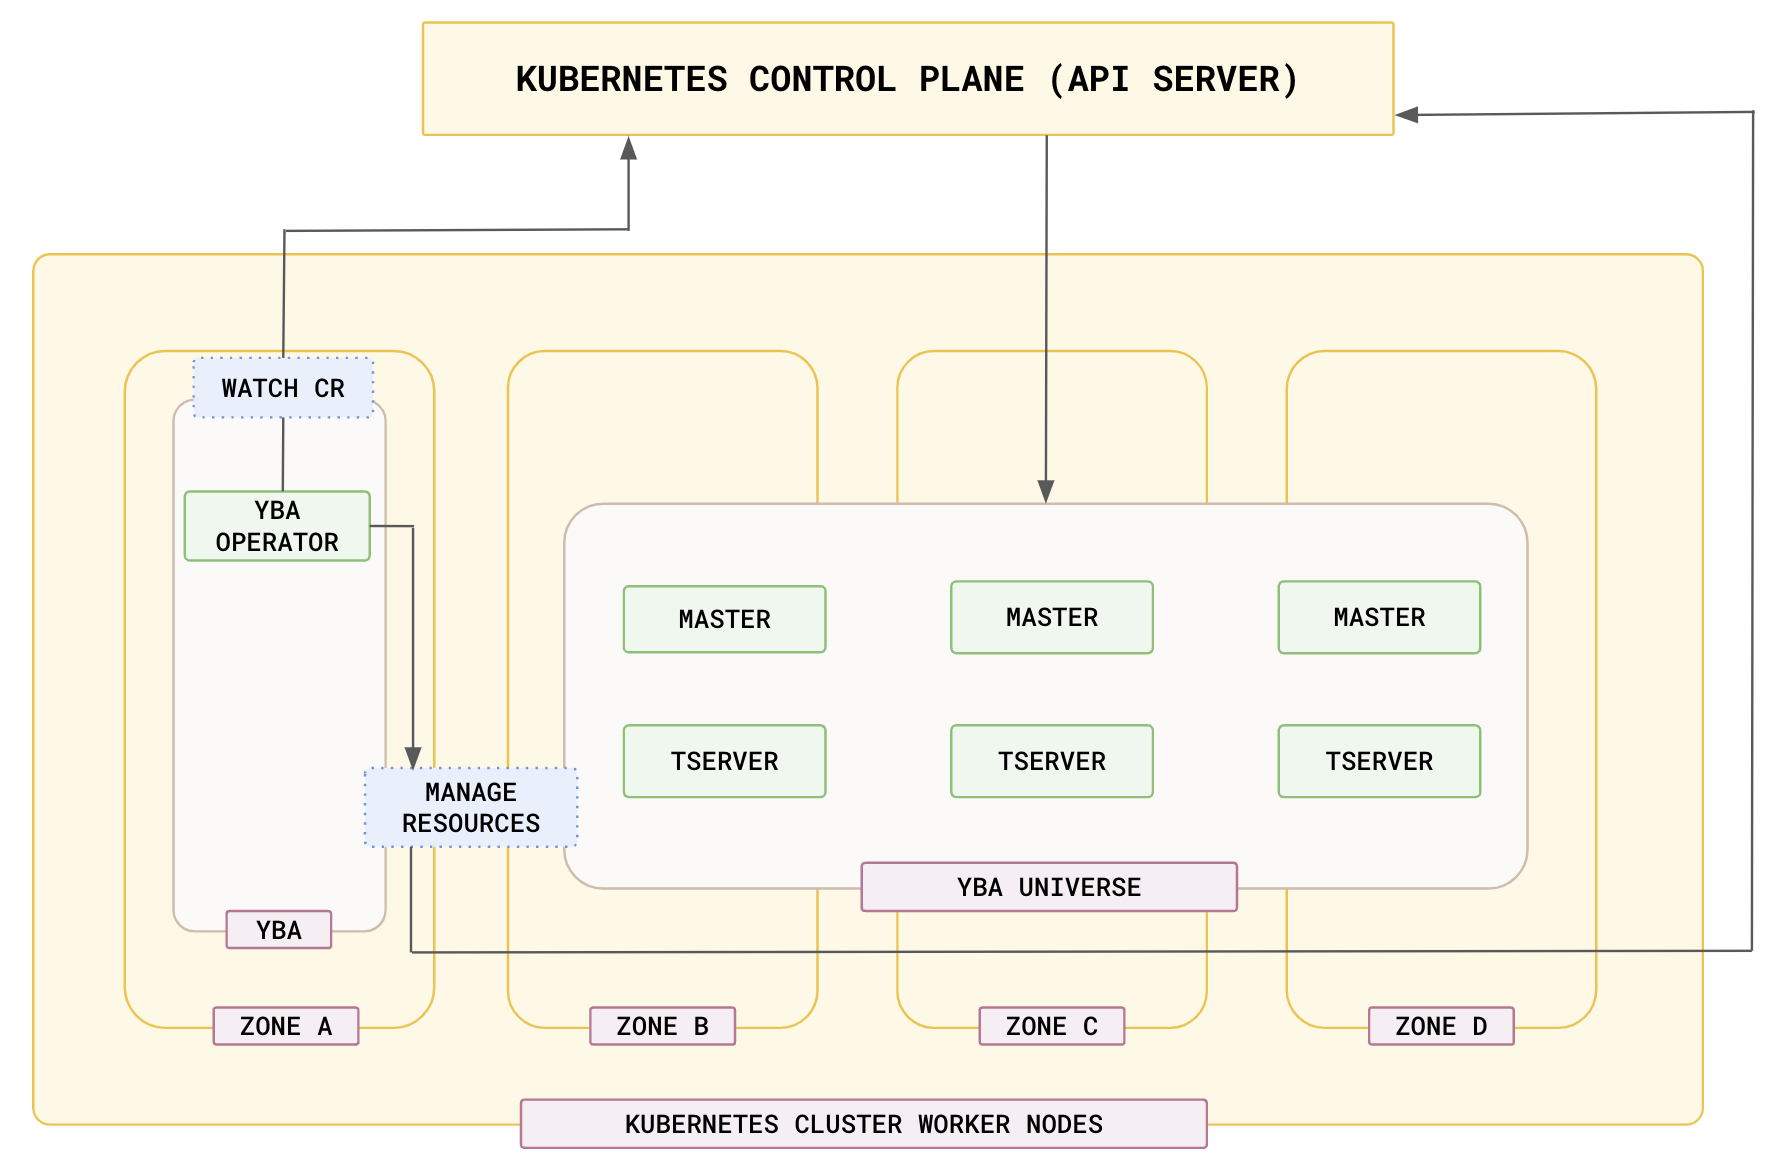 KUBERNETES CONTROL PLANE (API SERVER)
WATCH CR
YBA
OPERATOR
MASTER
MASTER
MASTER
TSERVER
TSERVER
TSERVER
MANAGE
RESOURCES
YBA UNIVERSE
YBA
ZONE A
ZONE B
ZONE C
ZONE D
KUBERNETES CLUSTER WORKER NODES